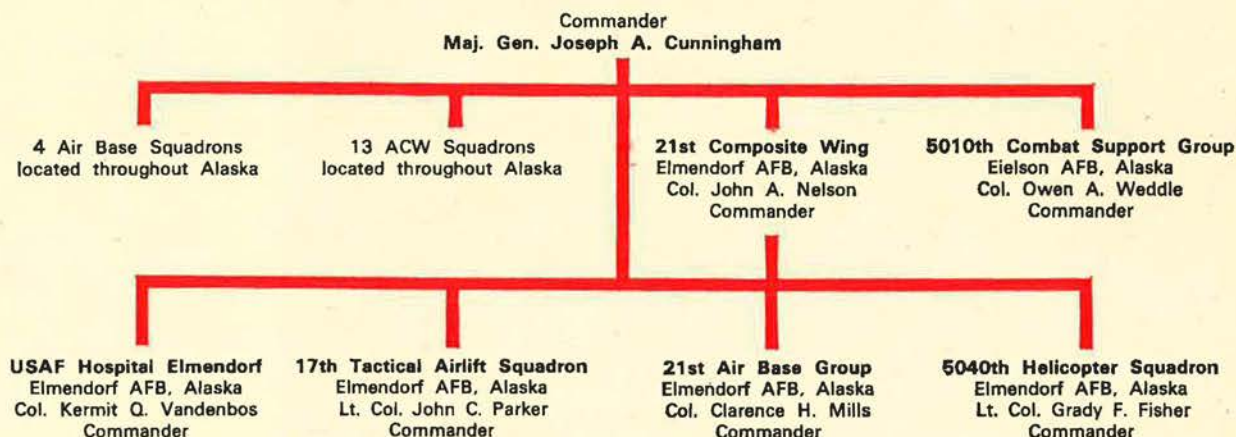 Commander
Maj. Gen. Joseph A. Cunningham
4 Air Base Squadrons
located throughout Alaska
13 ACW Squadrons
located throughout Alaska
21st Composite Wing
Elmendorf AFB, Alaska
Col. John A. Nelson
Commander
5010th Combat Support Group
Eielson AFB, Alaska
Col. Owen A. Weddle
Commander
USAF Hospital Elmendorf
Elmendorf AFB, Alaska
Col. Kermit Q. Vandenbos
Commander
17th Tactical Airlift Squadron
Elmendorf AFB, Alaska
Lt. Col. John C. Parker
Commander
21st Air Base Group
Elmendorf AFB, Alaska
Col. Clarence H. Mills
Commander
5040th Helicopter Squadron
Elmendorf AFB, Alaska
Lt. Col. Grady F. Fisher
Commander